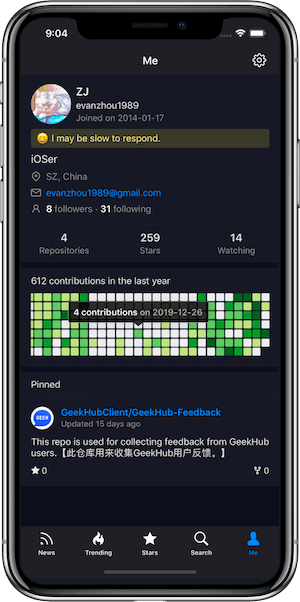 9:04
Me
ZJ
evanzhou1989
Joined on 2014-01-17
😄 I may be slow to respond.
iOSer
SZ, China
evanzhou1989@gmail.com
8 followers · 31 following
4 259 14
Repositories Stars Watching
612 contributions in the last year
4 contributions on 2019-12-26
Pinned
GEEK
GeekHubClient/GeekHub-Feedback
Updated 15 days ago
This repo is used for collecting feedback from GeekHub
users.【此仓库用来收集GeekHub用户反馈。】
0 0
News Trending Stars Search Me